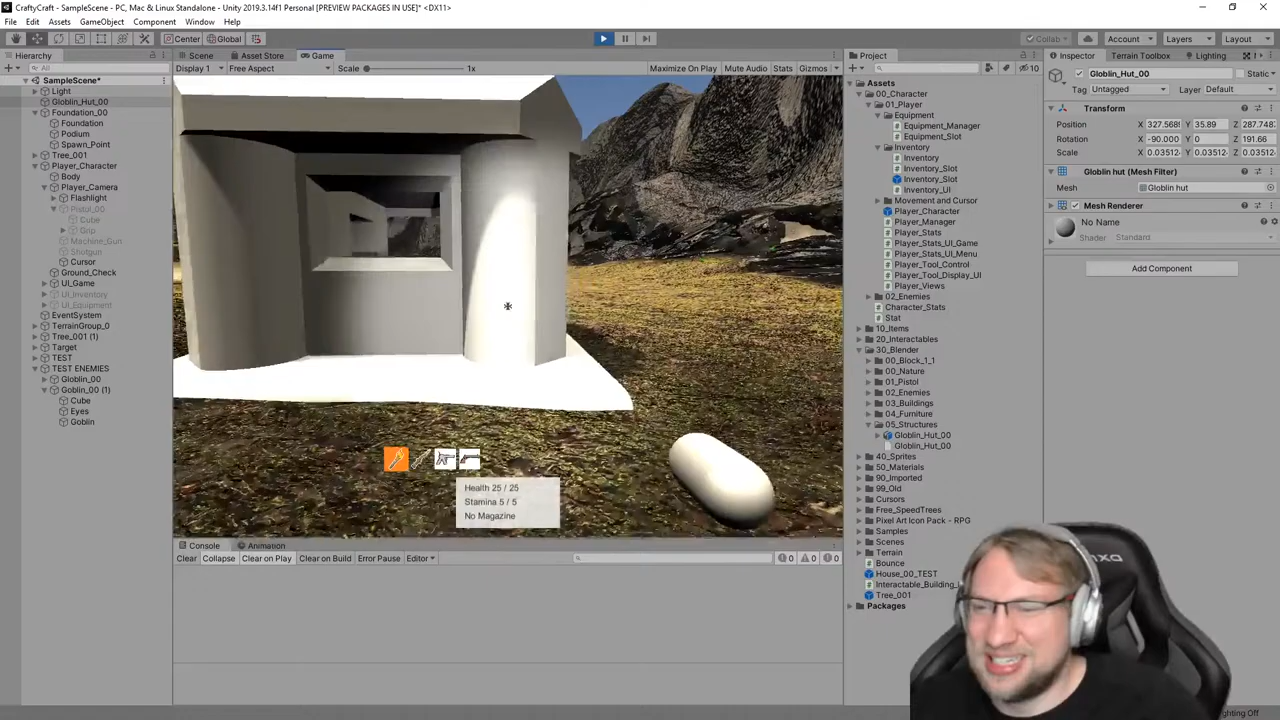 CraftyCraft - SampleScene - PC, Mac & Linux Standalone - Unity 2019.3.14f1 Personal [PREVIEW PACKAGES IN USE]* <DX11>
File Edit Assets GameObject Component Window Help
Center Global Collab Account Layers Layout
Hierarchy
All
SampleScene*
Light
Globlin_Hut_00
Foundation_00
Foundation
Podium
Spawn_Point
Tree_001
Player_Character
Body
Player_Camera
Flashlight
Pistol_00
Cube
Grip
Machine_Gun
Shotgun
Cursor
Ground_Check
UI_Game
UI_Inventory
UI_Equipment
EventSystem
TerrainGroup_0
Tree_001 (1)
Target
TEST
TEST ENEMIES
Globlin_00
Goblin_00 (1)
Cube
Eyes
Goblin
Scene Asset Store Game
Display 1 Free Aspect Scale 1x Maximize On Play Mute Audio Stats Gizmos
Health 25 / 25
Stamina 5 / 5
No Magazine
Console Animation
Clear Collapse Clear on Play Clear on Build Error Pause Editor 0 0 0
Project
10
Assets
00_Character
01_Player
Equipment
Equipment_Manager
Equipment_Slot
Inventory
Inventory
Inventory_Slot
Inventory_Slot
Inventory_UI
Movement and Cursor
Player_Character
Player_Manager
Player_Stats
Player_Stats_UI_Game
Player_Stats_UI_Menu
Player_Tool_Control
Player_Tool_Display_UI
Player_Views
02_Enemies
Character_Stats
Stat
10_Items
20_Interactables
30_Blender
00_Block_1_1
00_Nature
01_Pistol
02_Enemies
03_Buildings
04_Furniture
05_Structures
Globlin_Hut_00
Globlin_Hut_00
40_Sprites
50_Materials
90_Imported
99_Old
Cursors
Free_SpeedTrees
Pixel Art Icon Pack - RPG
Samples
Scenes
Terrain
Bounce
House_00_TEST
Interactable_Building_
Tree_001
Packages
Inspector Terrain Toolbox Lighting
Globlin_Hut_00 Static
Tag Untagged Layer Default
Transform
Position X 327.568 Y 35.89 Z 287.748
Rotation X -90.000 Y 0 Z 191.66
Scale X 0.03512 Y 0.03512 Z 0.03512
Globlin hut (Mesh Filter)
Mesh Globlin hut
Mesh Renderer
No Name
Shader Standard
Add Component
ghting Off